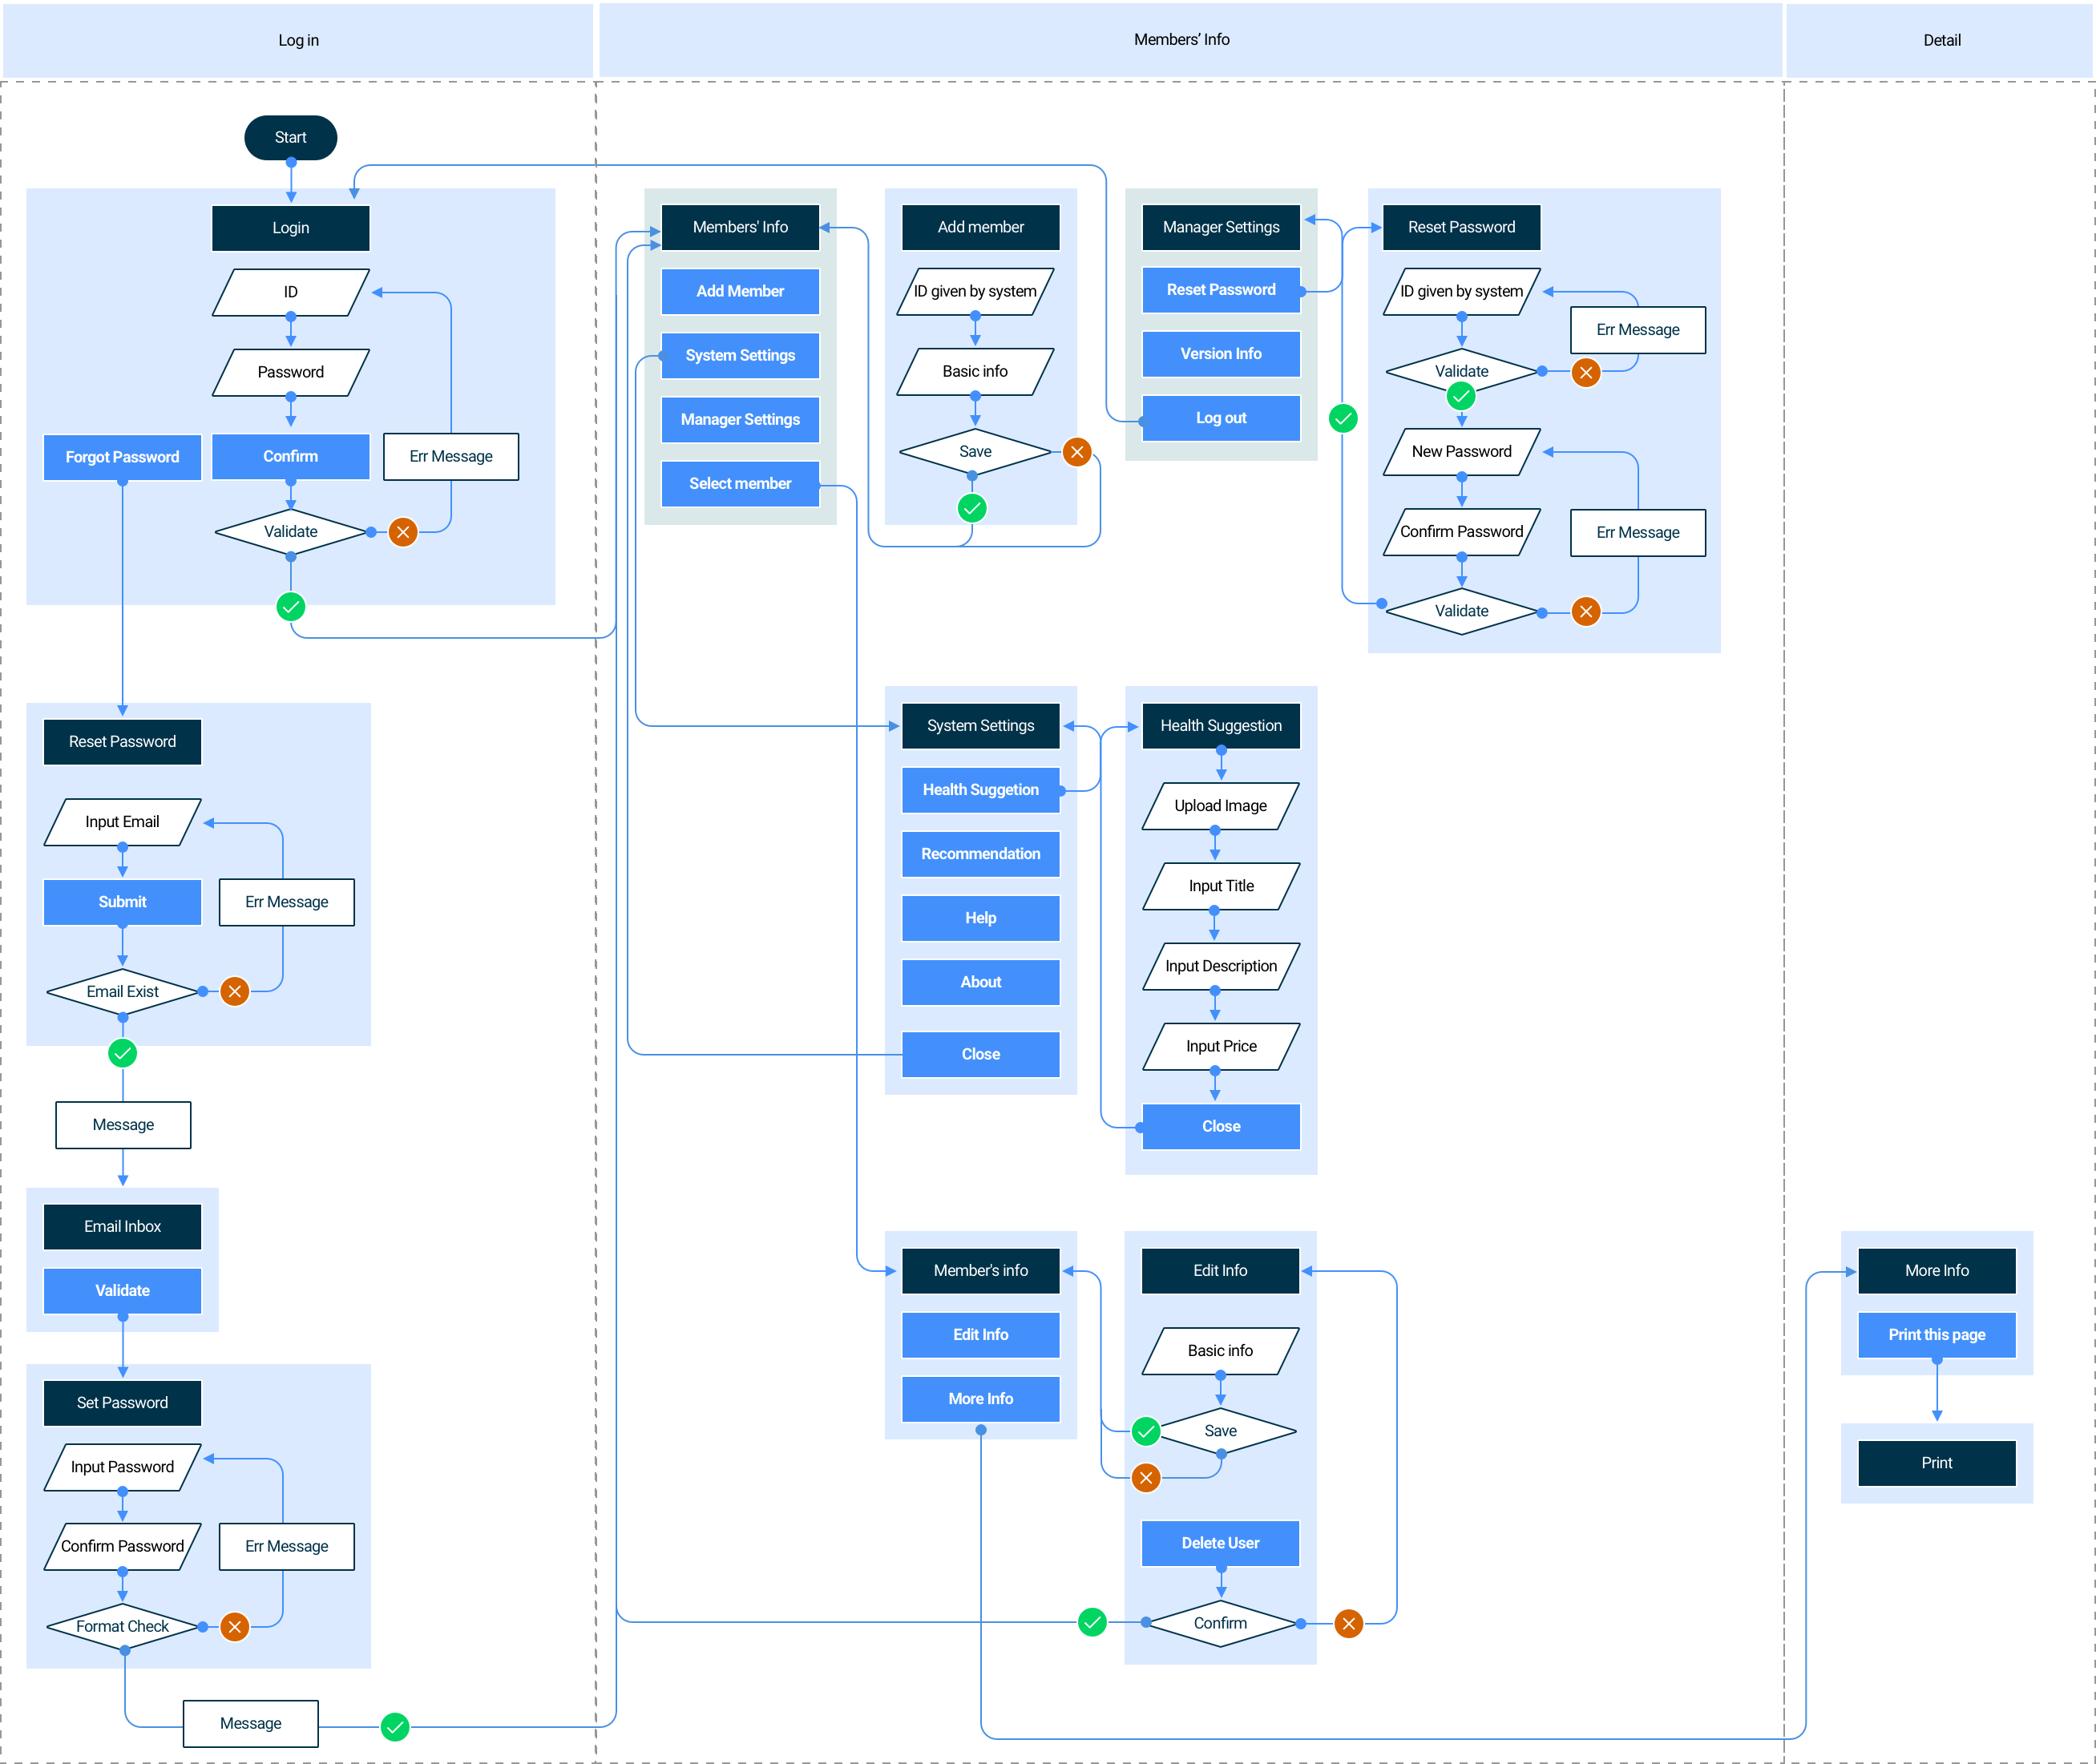 Log in
Members’ Info
Detail
Start
Login
ID
Password
Forgot Password
Confirm
Err Message
Validate
Reset Password
Input Email
Submit
Err Message
Email Exist
Message
Email Inbox
Validate
Set Password
Input Password
Confirm Password
Err Message
Format Check
Message
Members' Info
Add Member
System Settings
Manager Settings
Select member
Add member
ID given by system
Basic info
Save
Manager Settings
Reset Password
Version Info
Log out
Reset Password
ID given by system
Err Message
Validate
New Password
Confirm Password
Err Message
Validate
System Settings
Health Suggetion
Recommendation
Help
About
Close
Health Suggestion
Upload Image
Input Title
Input Description
Input Price
Close
Member's info
Edit Info
More Info
Edit Info
Basic info
Save
Delete User
Confirm
More Info
Print this page
Print